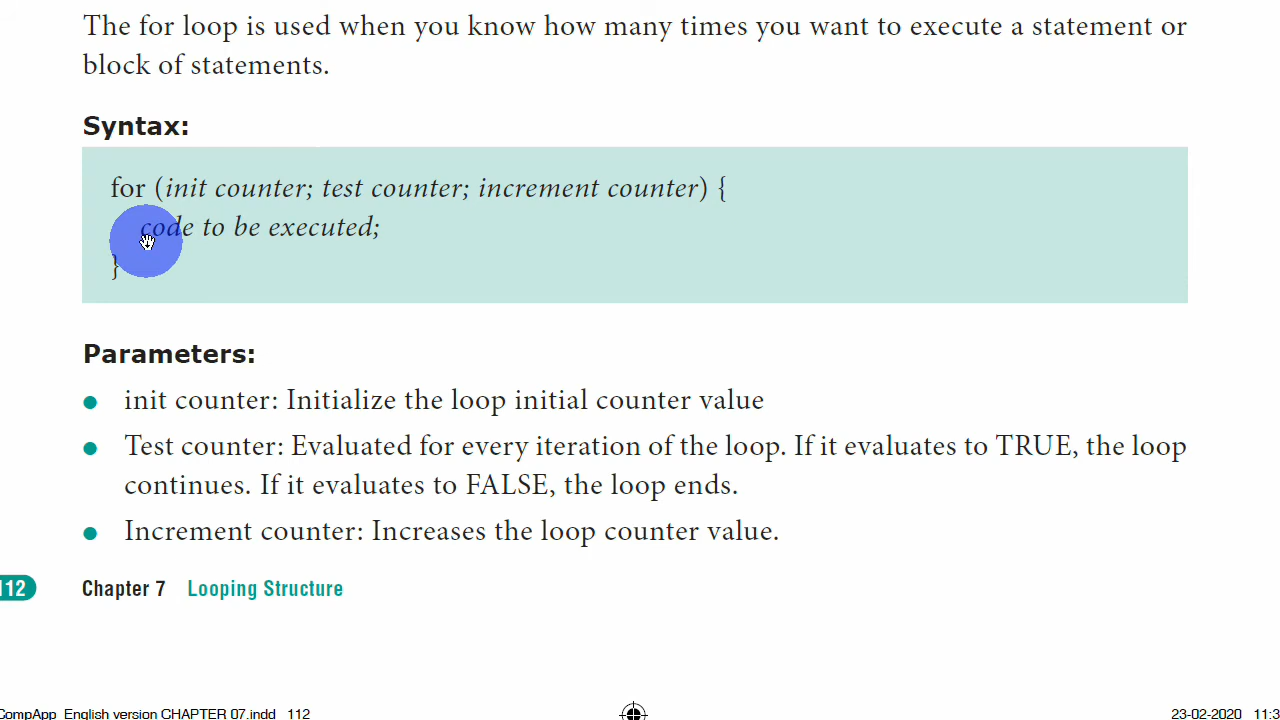 The for loop is used when you know how many times you want to execute a statement or
block of statements.
Syntax:
for (init counter; test counter; increment counter) {
code to be executed;
}
Parameters:
● init counter: Initialize the loop initial counter value
● Test counter: Evaluated for every iteration of the loop. If it evaluates to TRUE, the loop
continues. If it evaluates to FALSE, the loop ends.
● Increment counter: Increases the loop counter value.
112 Chapter 7 Looping Structure
CompApp English version CHAPTER 07.indd 112 23-02-2020 11:3